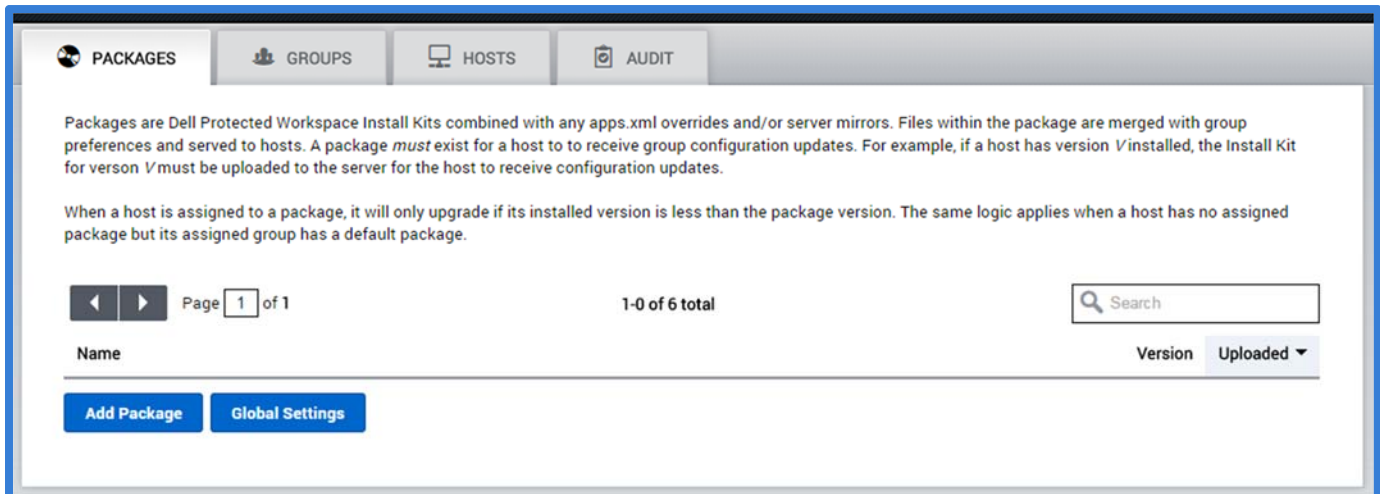 PACKAGES GROUPS HOSTS AUDIT
Packages are Dell Protected Workspace Install Kits combined with any apps.xml overrides and/or server mirrors. Files within the package are merged with group
preferences and served to hosts. A package must exist for a host to to receive group configuration updates. For example, if a host has version V installed, the Install Kit
for verson V must be uploaded to the server for the host to receive configuration updates.
When a host is assigned to a package, it will only upgrade if its installed version is less than the package version. The same logic applies when a host has no assigned
package but its assigned group has a default package.
Page 1 of 1 1-0 of 6 total Search
Name Version Uploaded
Add Package Global Settings